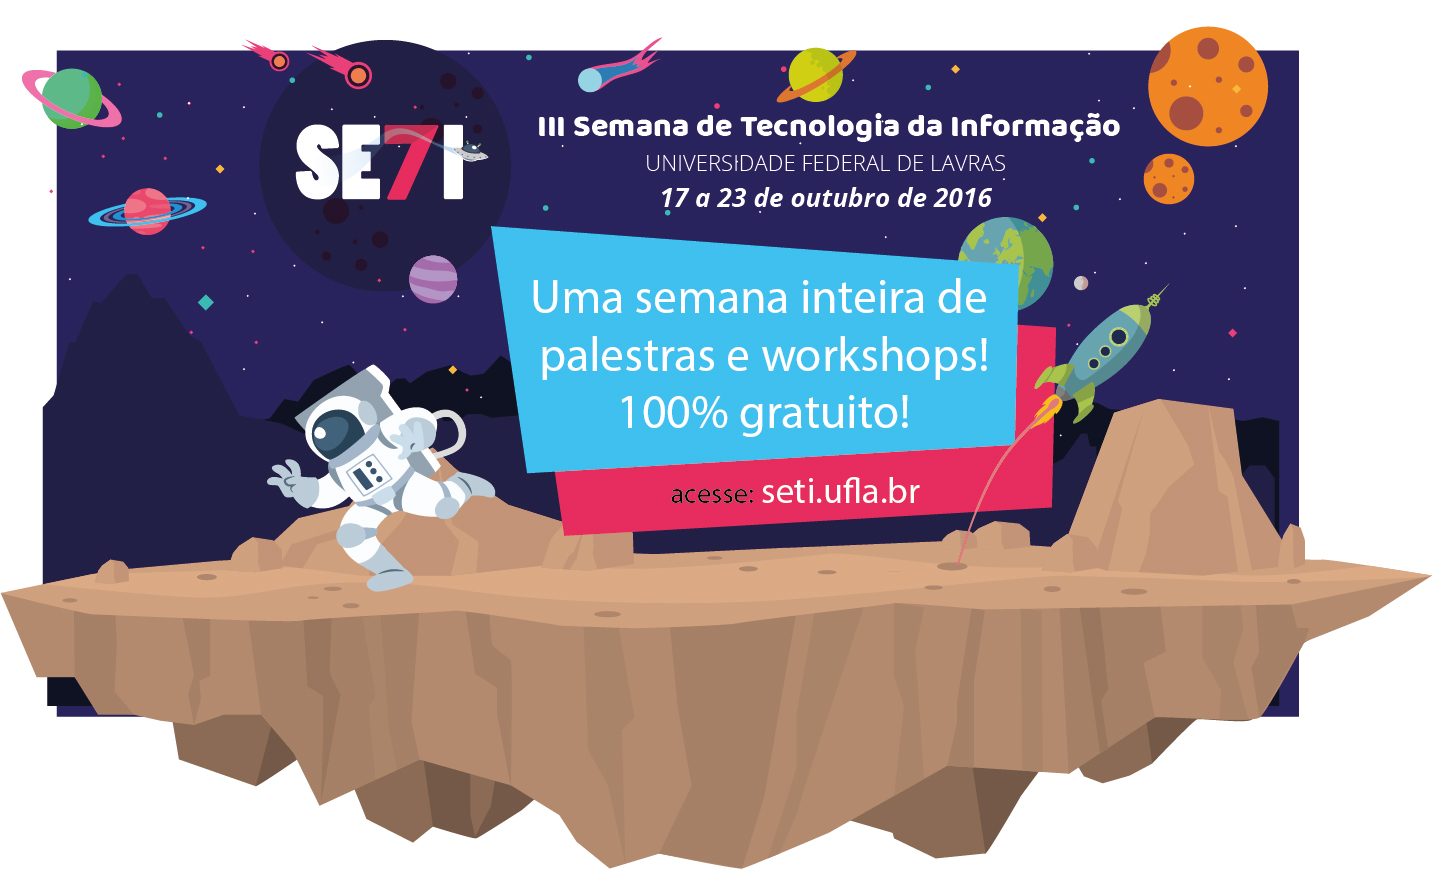 SE7I
III Semana de Tecnologia da Informação
UNIVERSIDADE FEDERAL DE LAVRAS
17 a 23 de outubro de 2016
Uma semana inteira de
palestras e workshops!
100% gratuito!
acesse: seti.ufla.br